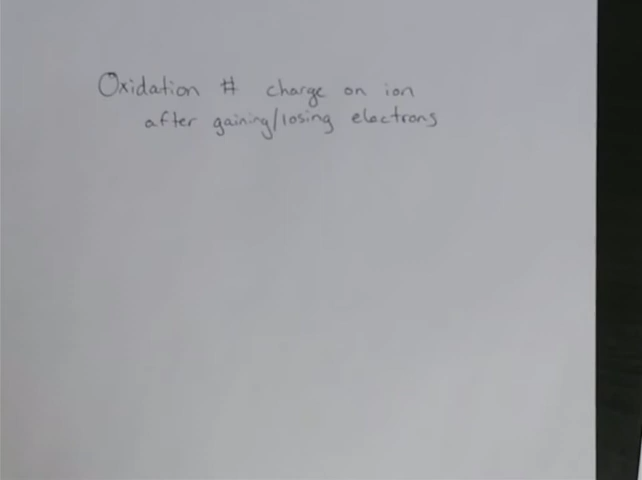 Oxidation # charge on ion
after gaining/losing electrons